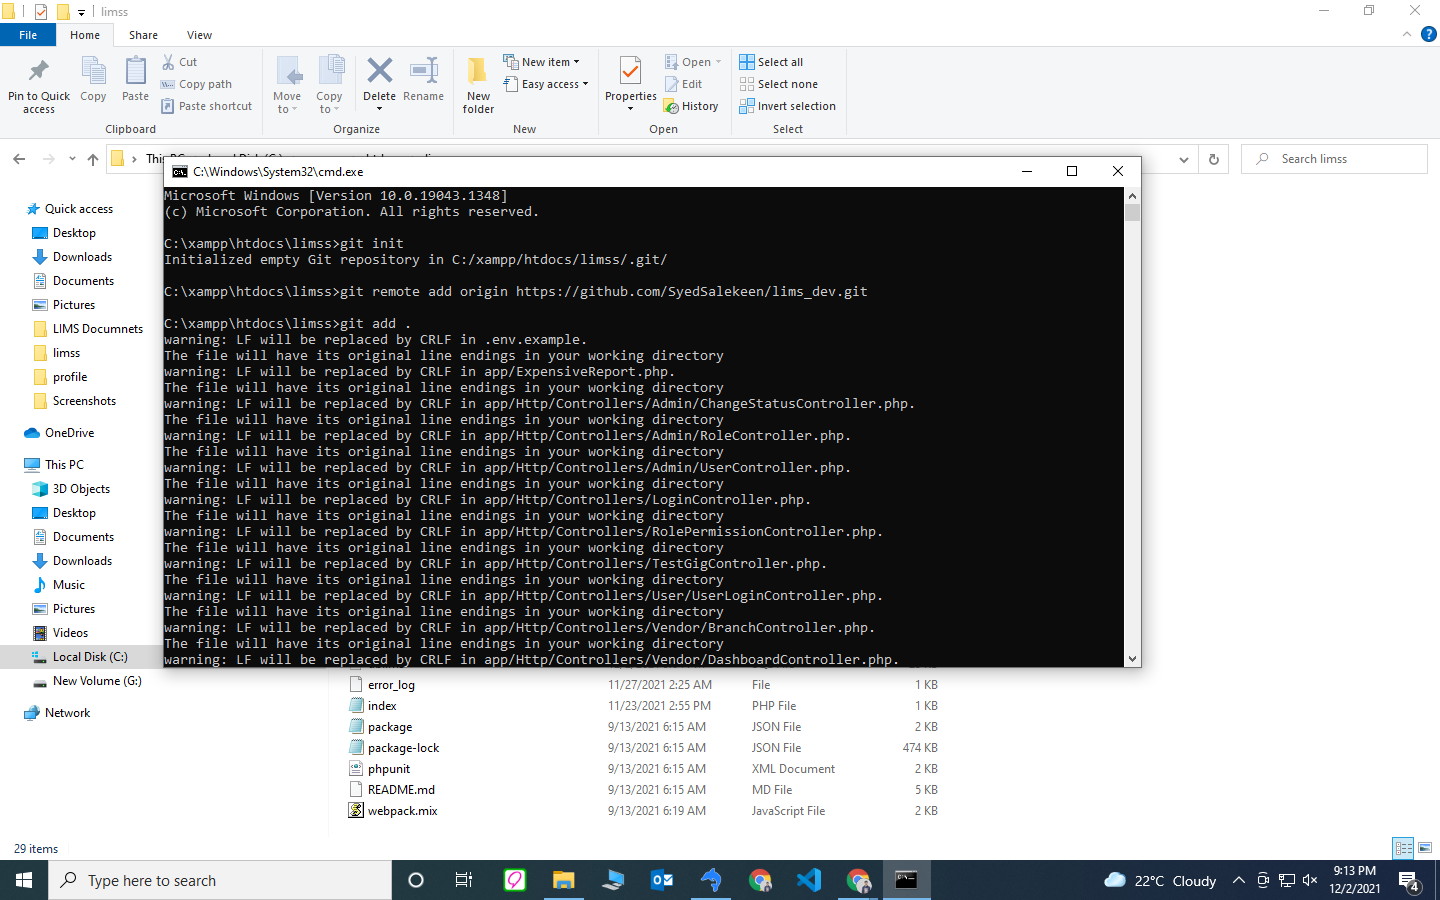 limss
File
Home
Share
View
Pin to Quick access
Copy
Paste
Cut
Copy path
Paste shortcut
Clipboard
Move to
Copy to
Delete
Rename
Organize
New folder
New item
Easy access
New
Properties
Open
Edit
History
Open
Select all
Select none
Invert selection
Select
Search limss
C:\Windows\System32\cmd.exe
Microsoft Windows [Version 10.0.19043.1348]
(c) Microsoft Corporation. All rights reserved.
C:\xampp\htdocs\limss>git init
Initialized empty Git repository in C:/xampp/htdocs/limss/.git/
C:\xampp\htdocs\limss>git remote add origin https://github.com/SyedSalekeen/lims_dev.git
C:\xampp\htdocs\limss>git add .
warning: LF will be replaced by CRLF in .env.example.
The file will have its original line endings in your working directory
warning: LF will be replaced by CRLF in app/ExpensiveReport.php.
The file will have its original line endings in your working directory
warning: LF will be replaced by CRLF in app/Http/Controllers/Admin/ChangeStatusController.php.
The file will have its original line endings in your working directory
warning: LF will be replaced by CRLF in app/Http/Controllers/Admin/RoleController.php.
The file will have its original line endings in your working directory
warning: LF will be replaced by CRLF in app/Http/Controllers/Admin/UserController.php.
The file will have its original line endings in your working directory
warning: LF will be replaced by CRLF in app/Http/Controllers/LoginController.php.
The file will have its original line endings in your working directory
warning: LF will be replaced by CRLF in app/Http/Controllers/RolePermissionController.php.
The file will have its original line endings in your working directory
warning: LF will be replaced by CRLF in app/Http/Controllers/TestGigController.php.
The file will have its original line endings in your working directory
warning: LF will be replaced by CRLF in app/Http/Controllers/User/UserLoginController.php.
The file will have its original line endings in your working directory
warning: LF will be replaced by CRLF in app/Http/Controllers/Vendor/BranchController.php.
The file will have its original line endings in your working directory
warning: LF will be replaced by CRLF in app/Http/Controllers/Vendor/DashboardController.php.
Quick access
Desktop
Downloads
Documents
Pictures
LIMS Documnets
limss
profile
Screenshots
OneDrive
This PC
3D Objects
Desktop
Documents
Downloads
Music
Pictures
Videos
Local Disk (C:)
New Volume (G:)
Network
error_log 11/27/2021 2:25 AM File 1 KB
index 11/23/2021 2:55 PM PHP File 1 KB
package 9/13/2021 6:15 AM JSON File 2 KB
package-lock 9/13/2021 6:15 AM JSON File 474 KB
phpunit 9/13/2021 6:15 AM XML Document 2 KB
README.md 9/13/2021 6:15 AM MD File 5 KB
webpack.mix 9/13/2021 6:19 AM JavaScript File 2 KB
29 items
Type here to search
22°C Cloudy
9:13 PM
12/2/2021
4